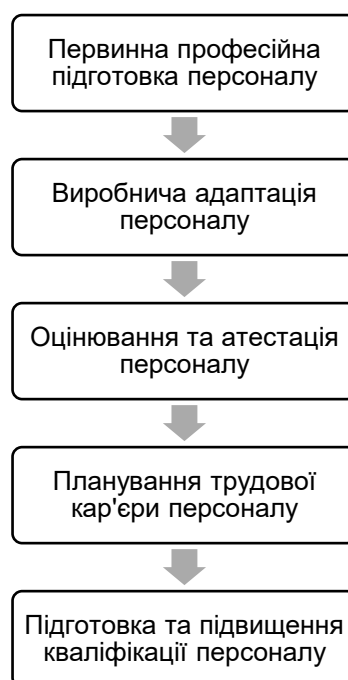 Первинна професійна
підготовка персоналу
Виробнича адаптація
персоналу
Оцінювання та атестація
персоналу
Планування трудової
кар'єри персоналу
Підготовка та підвищення
кваліфікації персоналу